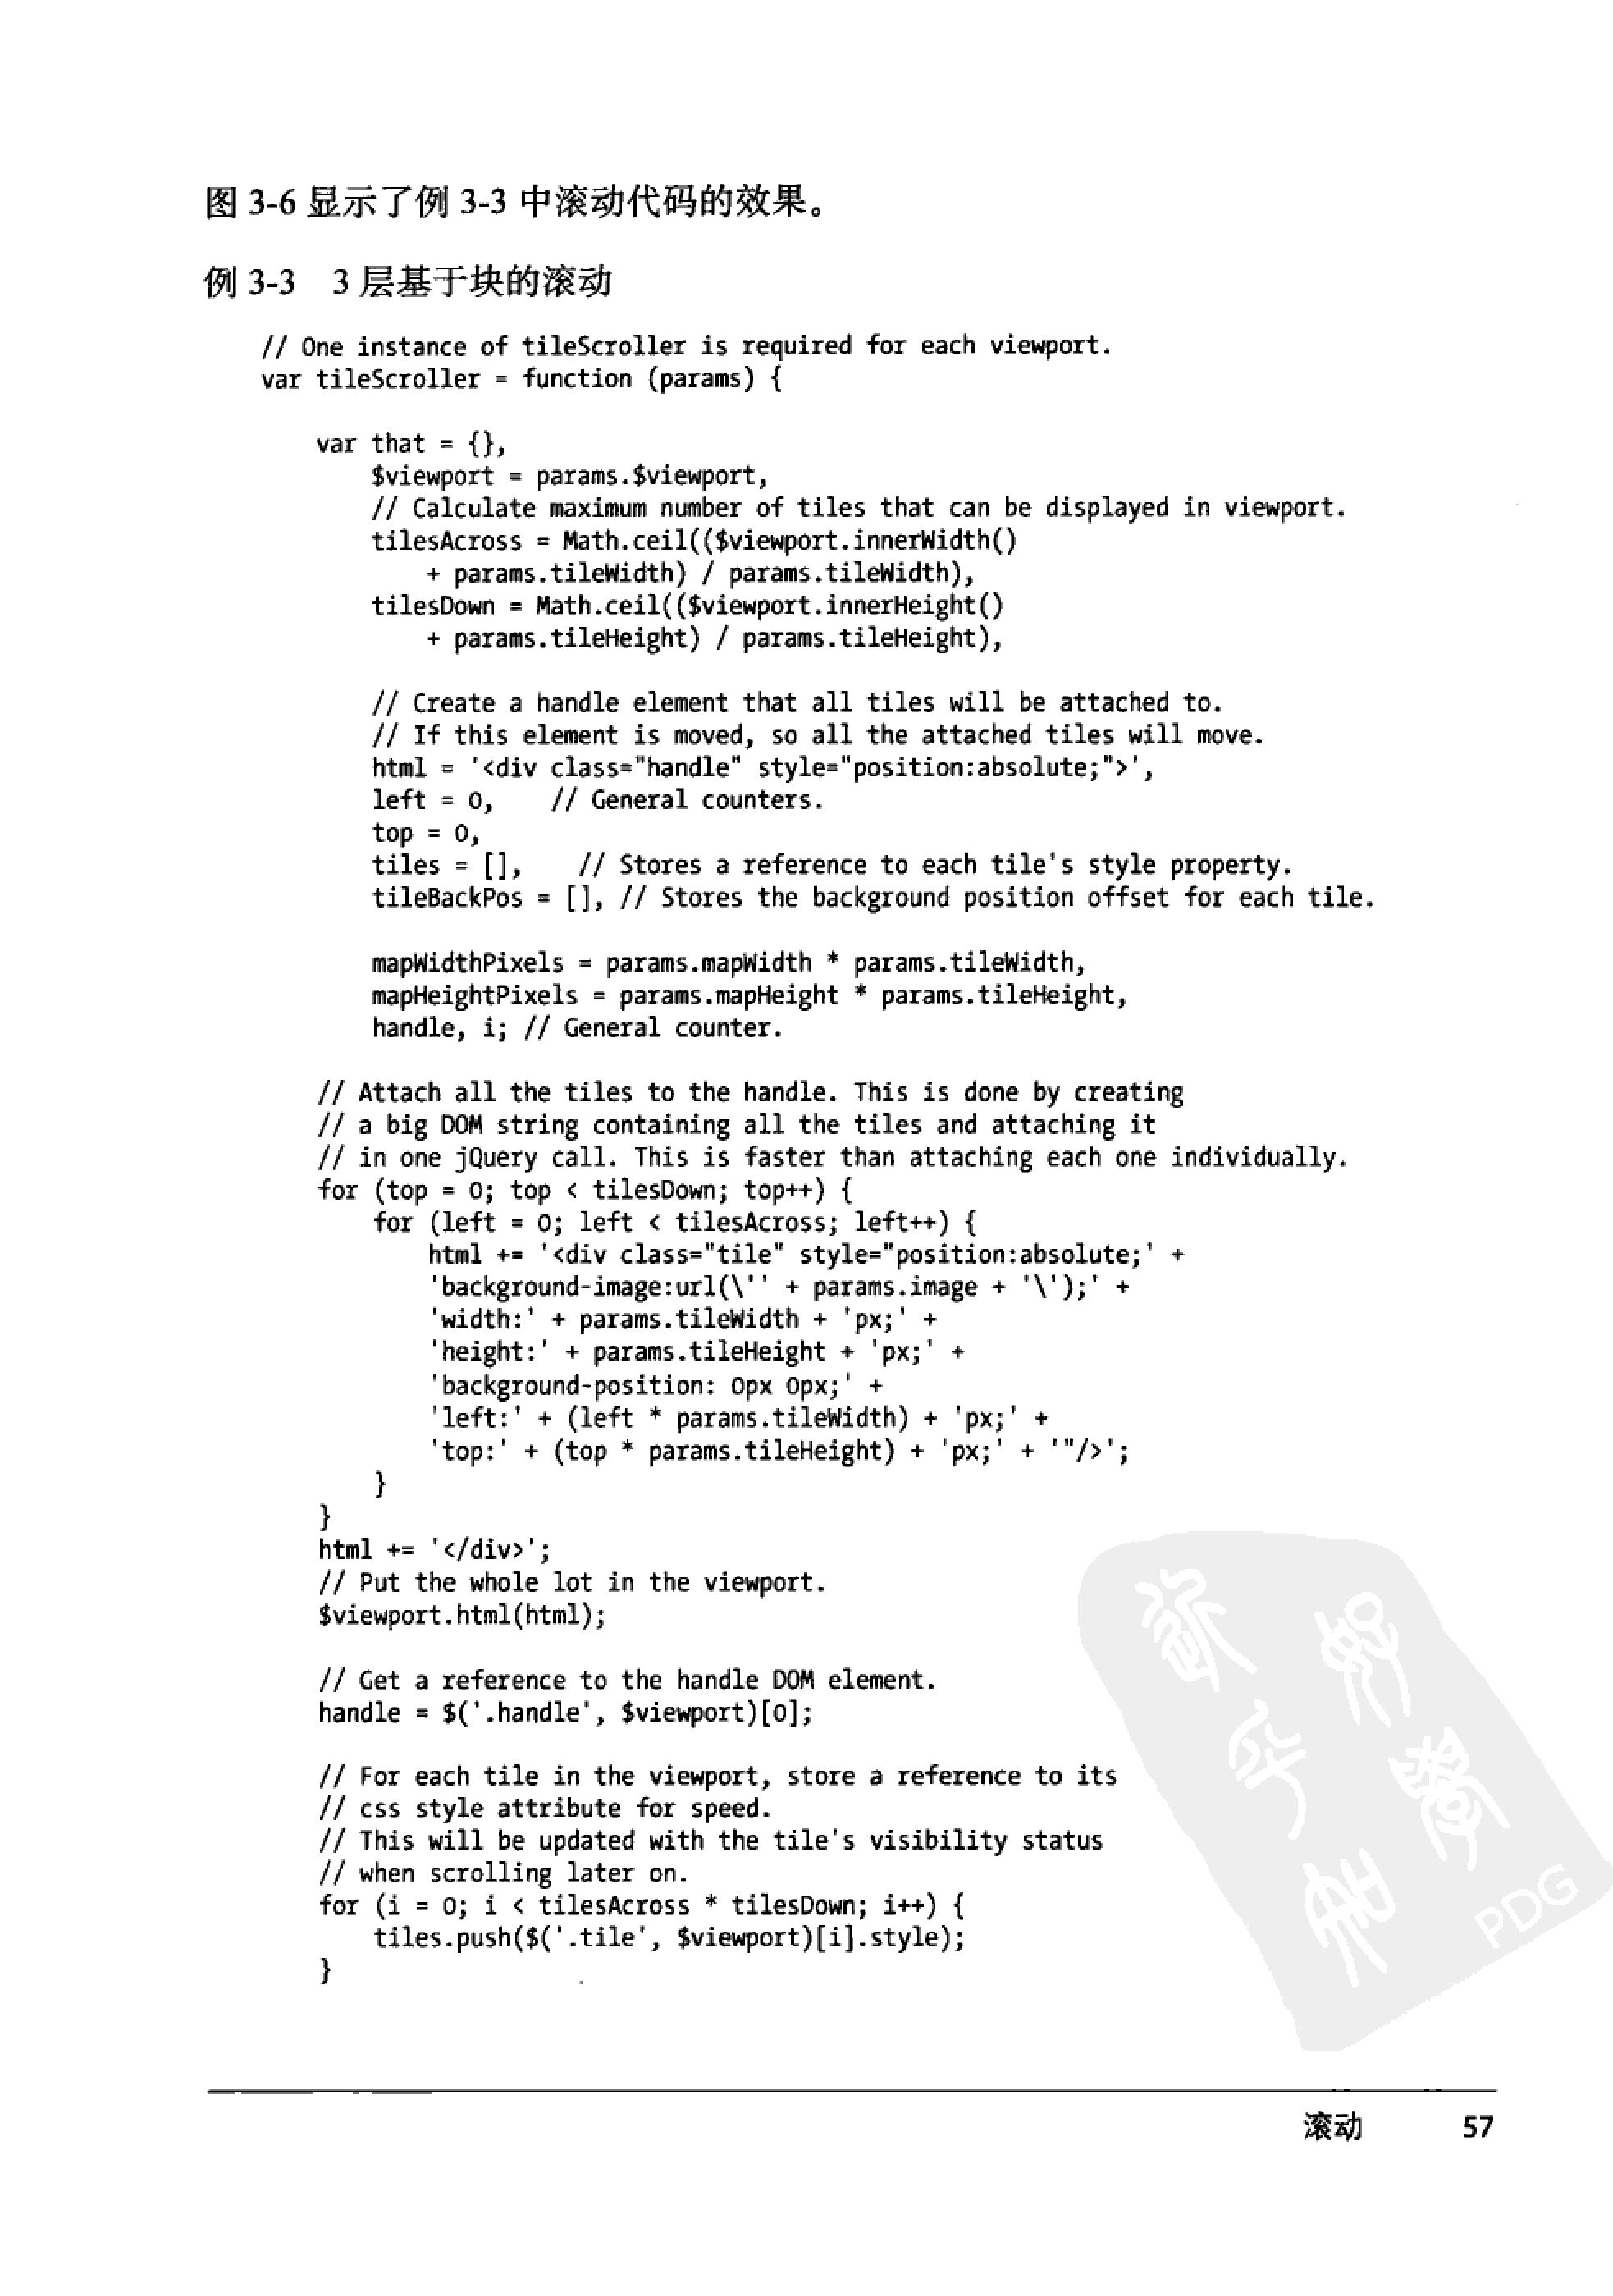 图 3-6 显示了例 3-3 中滚动代码的效果。
例 3-3　3 层基于块的滚动
// One instance of tileScroller is required for each viewport.
var tileScroller = function (params) {
    var that = {},
        $viewport = params.$viewport,
        // Calculate maximum number of tiles that can be displayed in viewport.
        tilesAcross = Math.ceil(($viewport.innerWidth()
            + params.tileWidth) / params.tileWidth),
        tilesDown = Math.ceil(($viewport.innerHeight()
            + params.tileHeight) / params.tileHeight),
        // Create a handle element that all tiles will be attached to.
        // If this element is moved, so all the attached tiles will move.
        html = '<div class="handle" style="position:absolute;">',
        left = 0,    // General counters.
        top = 0,
        tiles = [],    // Stores a reference to each tile's style property.
        tileBackPos = [], // Stores the background position offset for each tile.
        mapWidthPixels = params.mapWidth * params.tileWidth,
        mapHeightPixels = params.mapHeight * params.tileHeight,
        handle, i; // General counter.
    // Attach all the tiles to the handle. This is done by creating
    // a big DOM string containing all the tiles and attaching it
    // in one jQuery call. This is faster than attaching each one individually.
    for (top = 0; top < tilesDown; top++) {
        for (left = 0; left < tilesAcross; left++) {
            html += '<div class="tile" style="position:absolute;' +
            'background-image:url(\'' + params.image + '\');' +
            'width:' + params.tileWidth + 'px;' +
            'height:' + params.tileHeight + 'px;' +
            'background-position: 0px 0px;' +
            'left:' + (left * params.tileWidth) + 'px;' +
            'top:' + (top * params.tileHeight) + 'px;' + '"/>';
        }
    }
    html += '</div>';
    // Put the whole lot in the viewport.
    $viewport.html(html);
    // Get a reference to the handle DOM element.
    handle = $('.handle', $viewport)[0];
    // For each tile in the viewport, store a reference to its
    // css style attribute for speed.
    // This will be updated with the tile's visibility status
    // when scrolling later on.
    for (i = 0; i < tilesAcross * tilesDown; i++) {
        tiles.push($('.tile', $viewport)[i].style);
    }
PDG
滚动　57